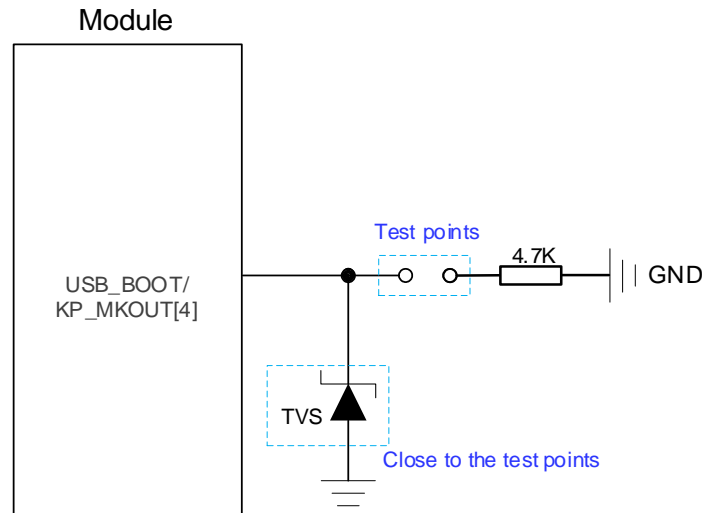 Module
Test points
4.7K
GND
USB_BOOT/
KP_MKOUT[4]
TVS
Close to the test points